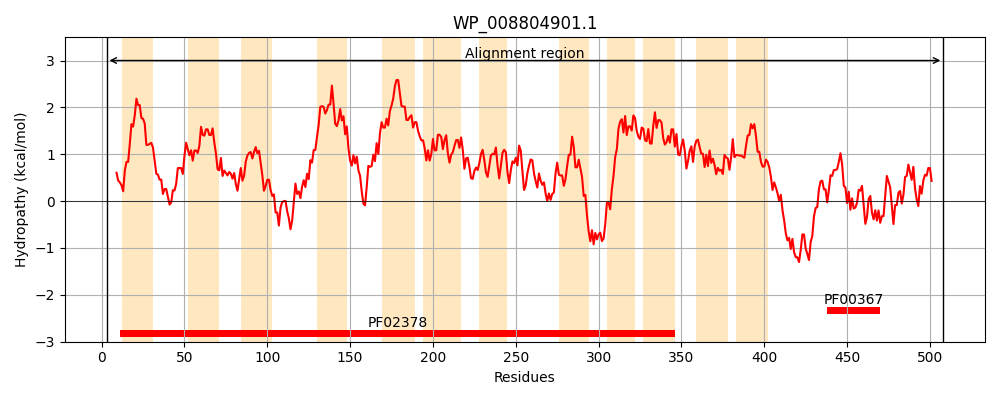 WP_008804901.1
Alignment region
3
2
1
0
−1
−2
−3
Hydropathy (kcal/mol)
PF00367
PF02378
0 50 100 150 200 250 300 350 400 450 500
Residues